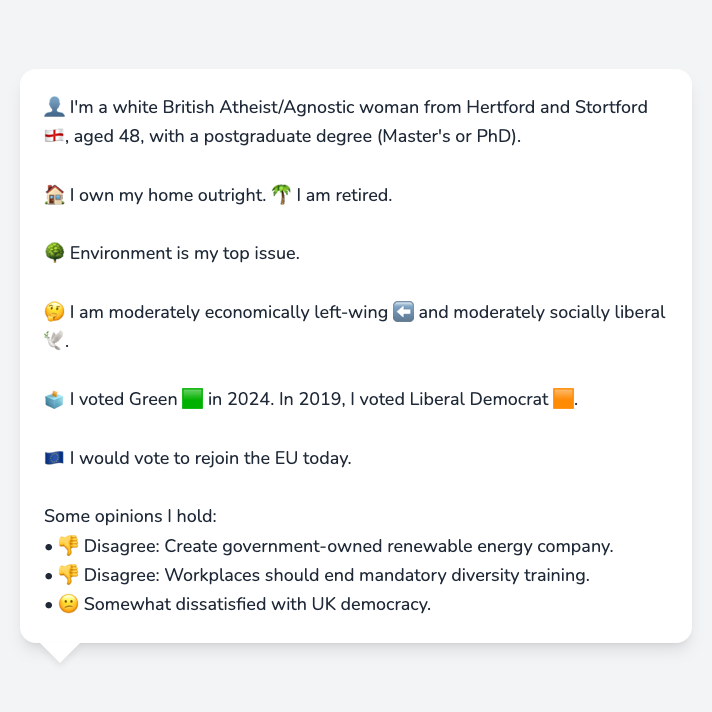 👤 I'm a white British Atheist/Agnostic woman from Hertford and Stortford
🏴󠁧󠁢󠁥󠁮󠁧󠁿, aged 48, with a postgraduate degree (Master's or PhD).
🏠 I own my home outright. 🌴 I am retired.
🌳 Environment is my top issue.
🤔 I am moderately economically left-wing ⬅️ and moderately socially liberal
🕊️.
🗳️ I voted Green 🟩 in 2024. In 2019, I voted Liberal Democrat 🟧.
🇪🇺 I would vote to rejoin the EU today.
Some opinions I hold:
• 👎 Disagree: Create government-owned renewable energy company.
• 👎 Disagree: Workplaces should end mandatory diversity training.
• 😕 Somewhat dissatisfied with UK democracy.